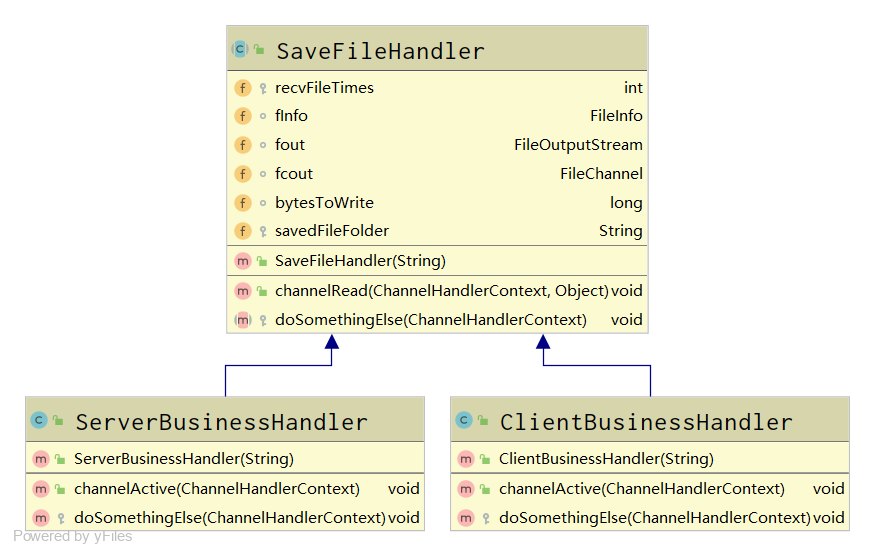 SaveFileHandler
recvFileTimes int
fInfo FileInfo
fout FileOutputStream
fcout FileChannel
bytesToWrite long
savedFileFolder String
SaveFileHandler(String)
channelRead(ChannelHandlerContext, Object) void
doSomethingElse(ChannelHandlerContext) void
ServerBusinessHandler
ServerBusinessHandler(String)
channelActive(ChannelHandlerContext) void
doSomethingElse(ChannelHandlerContext) void
ClientBusinessHandler
ClientBusinessHandler(String)
channelActive(ChannelHandlerContext) void
doSomethingElse(ChannelHandlerContext) void
Powered by yFiles